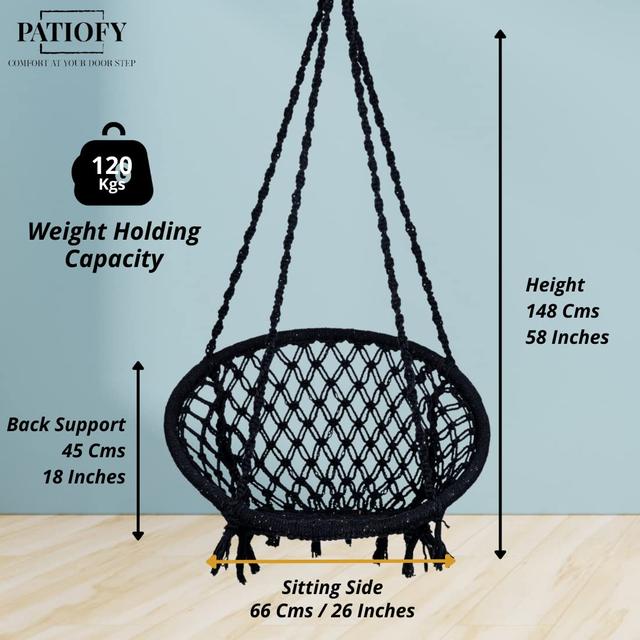 PATIOFY
COMFORT AT YOUR DOOR STEP
120
Kgs
Weight Holding
Capacity
Height
148 Cms
58 Inches
Back Support
45 Cms
18 Inches
Sitting Side
66 Cms / 26 Inches